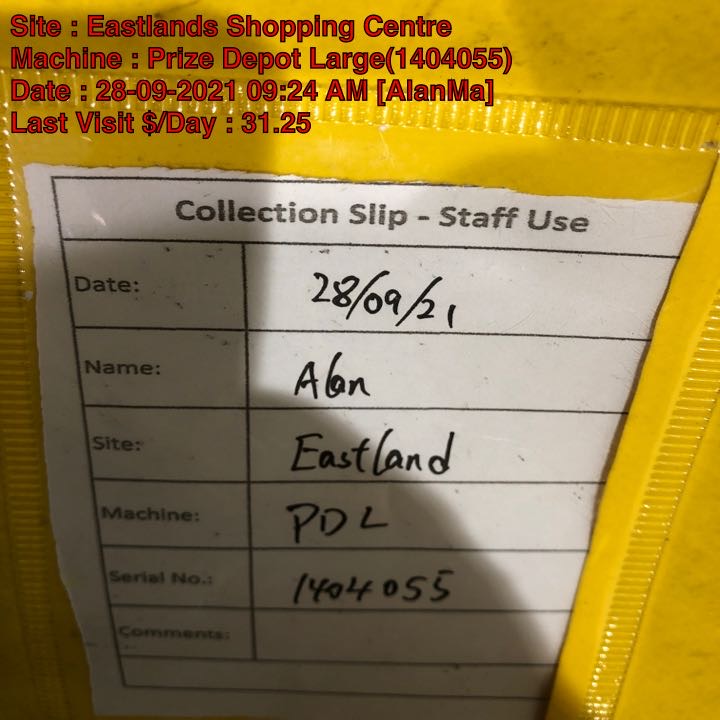 Site : Eastlands Shopping Centre
Machine : Prize Depot Large(1404055)
Date : 28-09-2021 09:24 AM [AlanMa]
Last Visit $/Day : 31.25
Collection Slip - Staff Use
Date: 28/09/21
Name: Alan
Site: Eastland
Machine: PDL
Serial No.: 1404055
Comments: